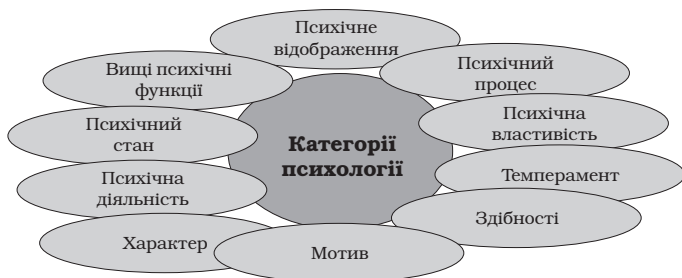 Психічне
відображення
Психічний
процес
Психічна
властивість
Темперамент
Здібності
Мотив
Характер
Психічна
діяльність
Психічний
стан
Вищі психічні
функції
Категорії
психології